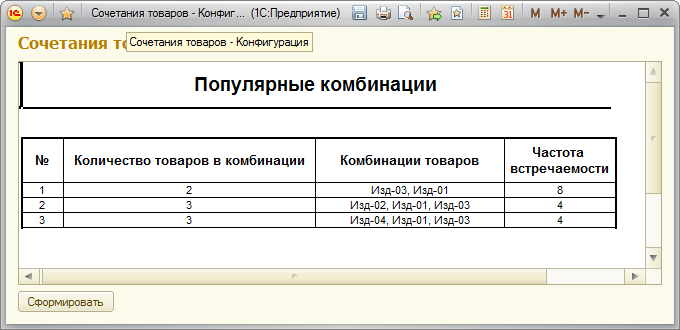 Сочетания товаров - Конфиг... (1С:Предприятие)
M M+ M-
Сочетания то
Сочетания товаров - Конфигурация
Популярные комбинации
№ Количество товаров в комбинации Комбинации товаров Частота встречаемости
1 2 Изд-03, Изд-01 8
2 3 Изд-02, Изд-01, Изд-03 4
3 3 Изд-04, Изд-01, Изд-03 4
Сформировать